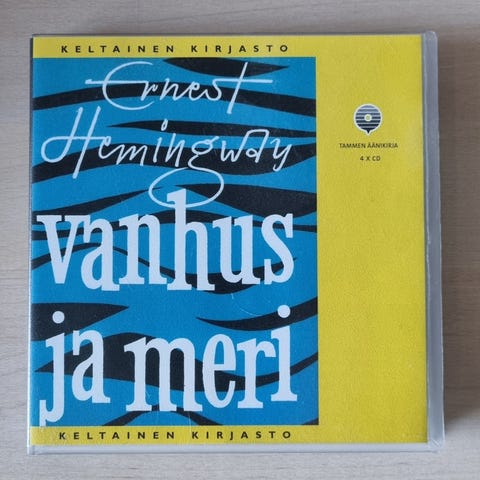 KELTAINEN KIRJASTO
Ernest
Hemingway
vanhus
ja meri
TAMMEN ÄÄNIKIRJA
4 X CD
KELTAINEN KIRJASTO